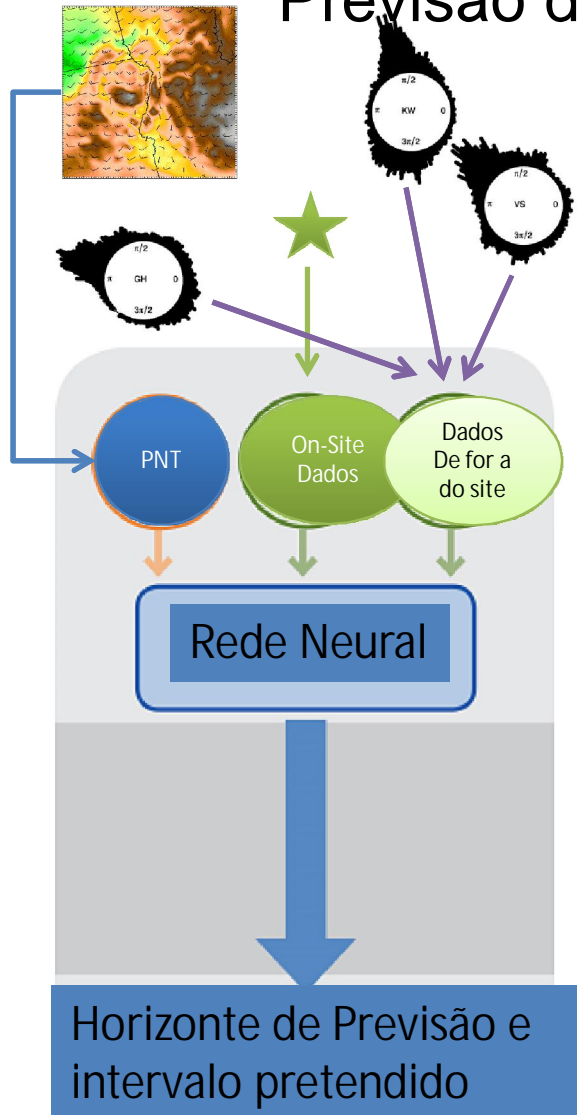 Previsão d
π/2
π KW 0
3π/2
π/2
π VS 0
3π/2
π/2
π GH 0
3π/2
PNT
On-Site
Dados
Dados
De for a
do site
Rede Neural
Horizonte de Previsão e
intervalo pretendido